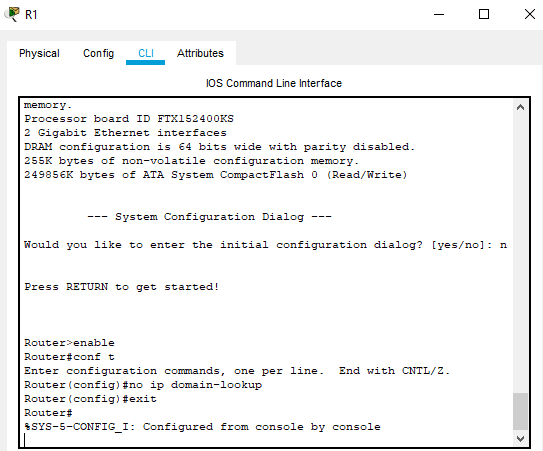 R1
Physical Config CLI Attributes
IOS Command Line Interface
memory.
Processor board ID FTX152400KS
2 Gigabit Ethernet interfaces
DRAM configuration is 64 bits wide with parity disabled.
255K bytes of non-volatile configuration memory.
249856K bytes of ATA System CompactFlash 0 (Read/Write)
--- System Configuration Dialog ---
Would you like to enter the initial configuration dialog? [yes/no]: n
Press RETURN to get started!
Router>enable
Router#conf t
Enter configuration commands, one per line.  End with CNTL/Z.
Router(config)#no ip domain-lookup
Router(config)#exit
Router#
%SYS-5-CONFIG_I: Configured from console by console